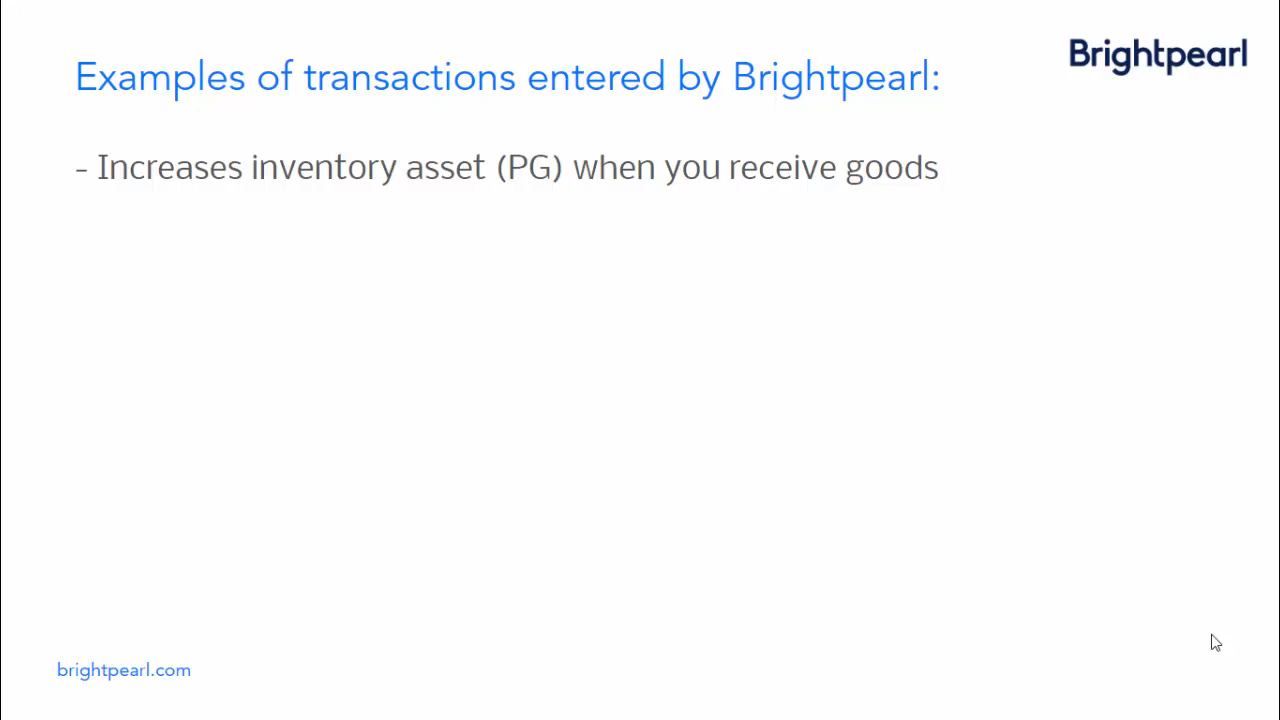 Brightpearl
Examples of transactions entered by Brightpearl:
- Increases inventory asset (PG) when you receive goods
brightpearl.com